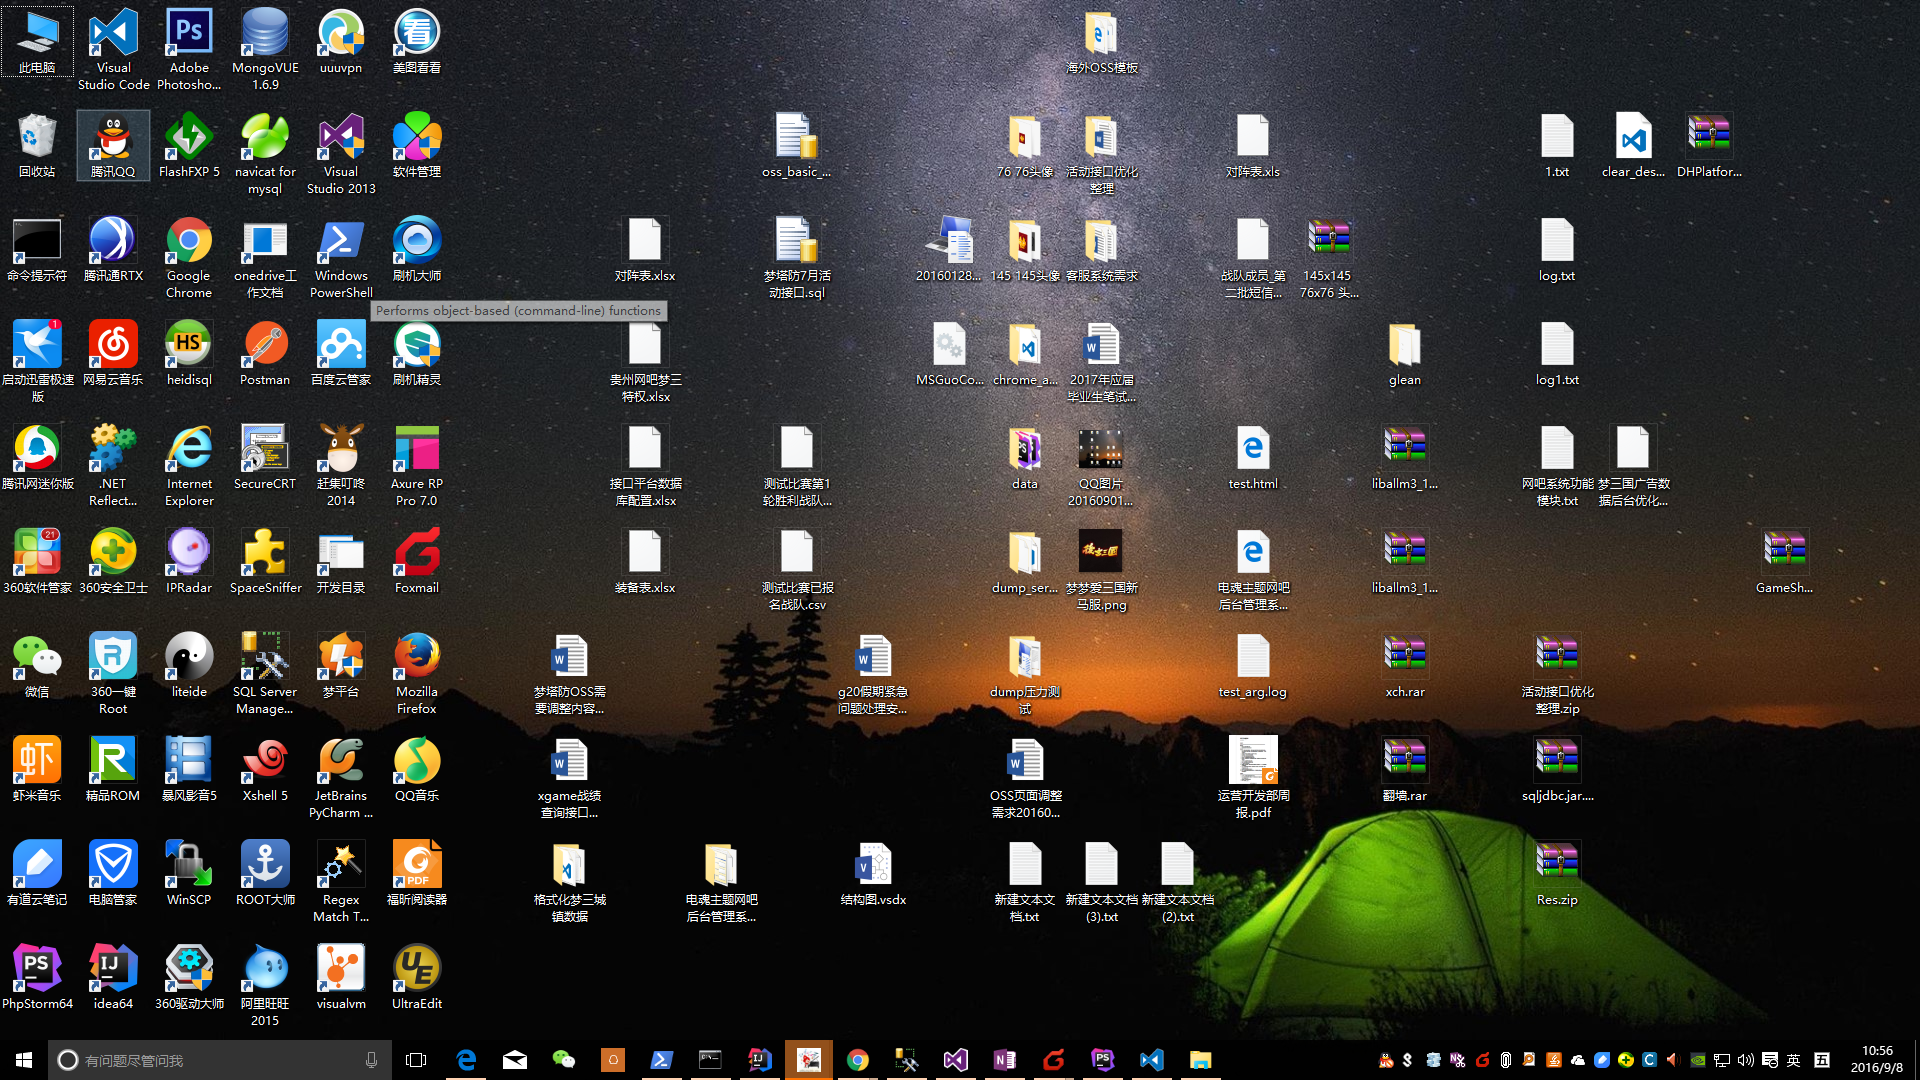 此电脑
Visual
Studio Code
Adobe
Photosho...
MongoVUE
1.6.9
uuuvpn
美图看看
海外OSS模板
回收站
腾讯QQ
FlashFXP 5
navicat for
mysql
Visual
Studio 2013
软件管理
oss_basic_...
76 76头像
活动接口优化
整理
对阵表.xls
1.txt
clear_des...
DHPlatfor...
命令提示符
腾讯通RTX
Google
Chrome
onedrive工
作文档
Windows
PowerShell
刷机大师
对阵表.xlsx
梦塔防7月活
动接口.sql
20160128...
145 145头像
客服系统需求
战队成员_第
二批短信...
145x145
76x76 头...
log.txt
Performs object-based (command-line) functions
启动迅雷极速
版
网易云音乐
heidisql
Postman
百度云管家
刷机精灵
贵州网吧梦三
特权.xlsx
MSGuoCo...
chrome_a...
2017年应届
毕业生笔试...
glean
log1.txt
腾讯网迷你版
.NET
Reflect...
Internet
Explorer
SecureCRT
赶集叮咚
2014
Axure RP
Pro 7.0
接口平台数据
库配置.xlsx
测试比赛第1
轮胜利战队...
data
QQ图片
20160901...
test.html
liballm3_1...
网吧系统功能
模块.txt
梦三国广告数
据后台优化...
360软件管家
360安全卫士
IPRadar
SpaceSniffer
开发目录
Foxmail
装备表.xlsx
测试比赛已报
名战队.csv
dump_ser...
梦梦爱三国新
马服.png
电魂主题网吧
后台管理系...
liballm3_1...
GameSh...
微信
360一键
Root
liteide
SQL Server
Manage...
梦平台
Mozilla
Firefox
梦塔防OSS需
要调整内容...
g20假期紧急
问题处理安...
dump压力测
试
test_arg.log
xch.rar
活动接口优化
整理.zip
虾米音乐
精品ROM
暴风影音5
Xshell 5
JetBrains
PyCharm ...
QQ音乐
xgame战绩
查询接口...
OSS页面调整
需求20160...
运营开发部周
报.pdf
翻墙.rar
sqljdbc.jar....
有道云笔记
电脑管家
WinSCP
ROOT大师
Regex
Match T...
福昕阅读器
格式化梦三城
镇数据
电魂主题网吧
后台管理系...
结构图.vsdx
新建文本文
档.txt
新建文本文档
(3).txt
新建文本文档
(2).txt
Res.zip
PhpStorm64
idea64
360驱动大师
阿里旺旺
2015
visualvm
UltraEdit
有问题尽管问我
英
五
10:56
2016/9/8